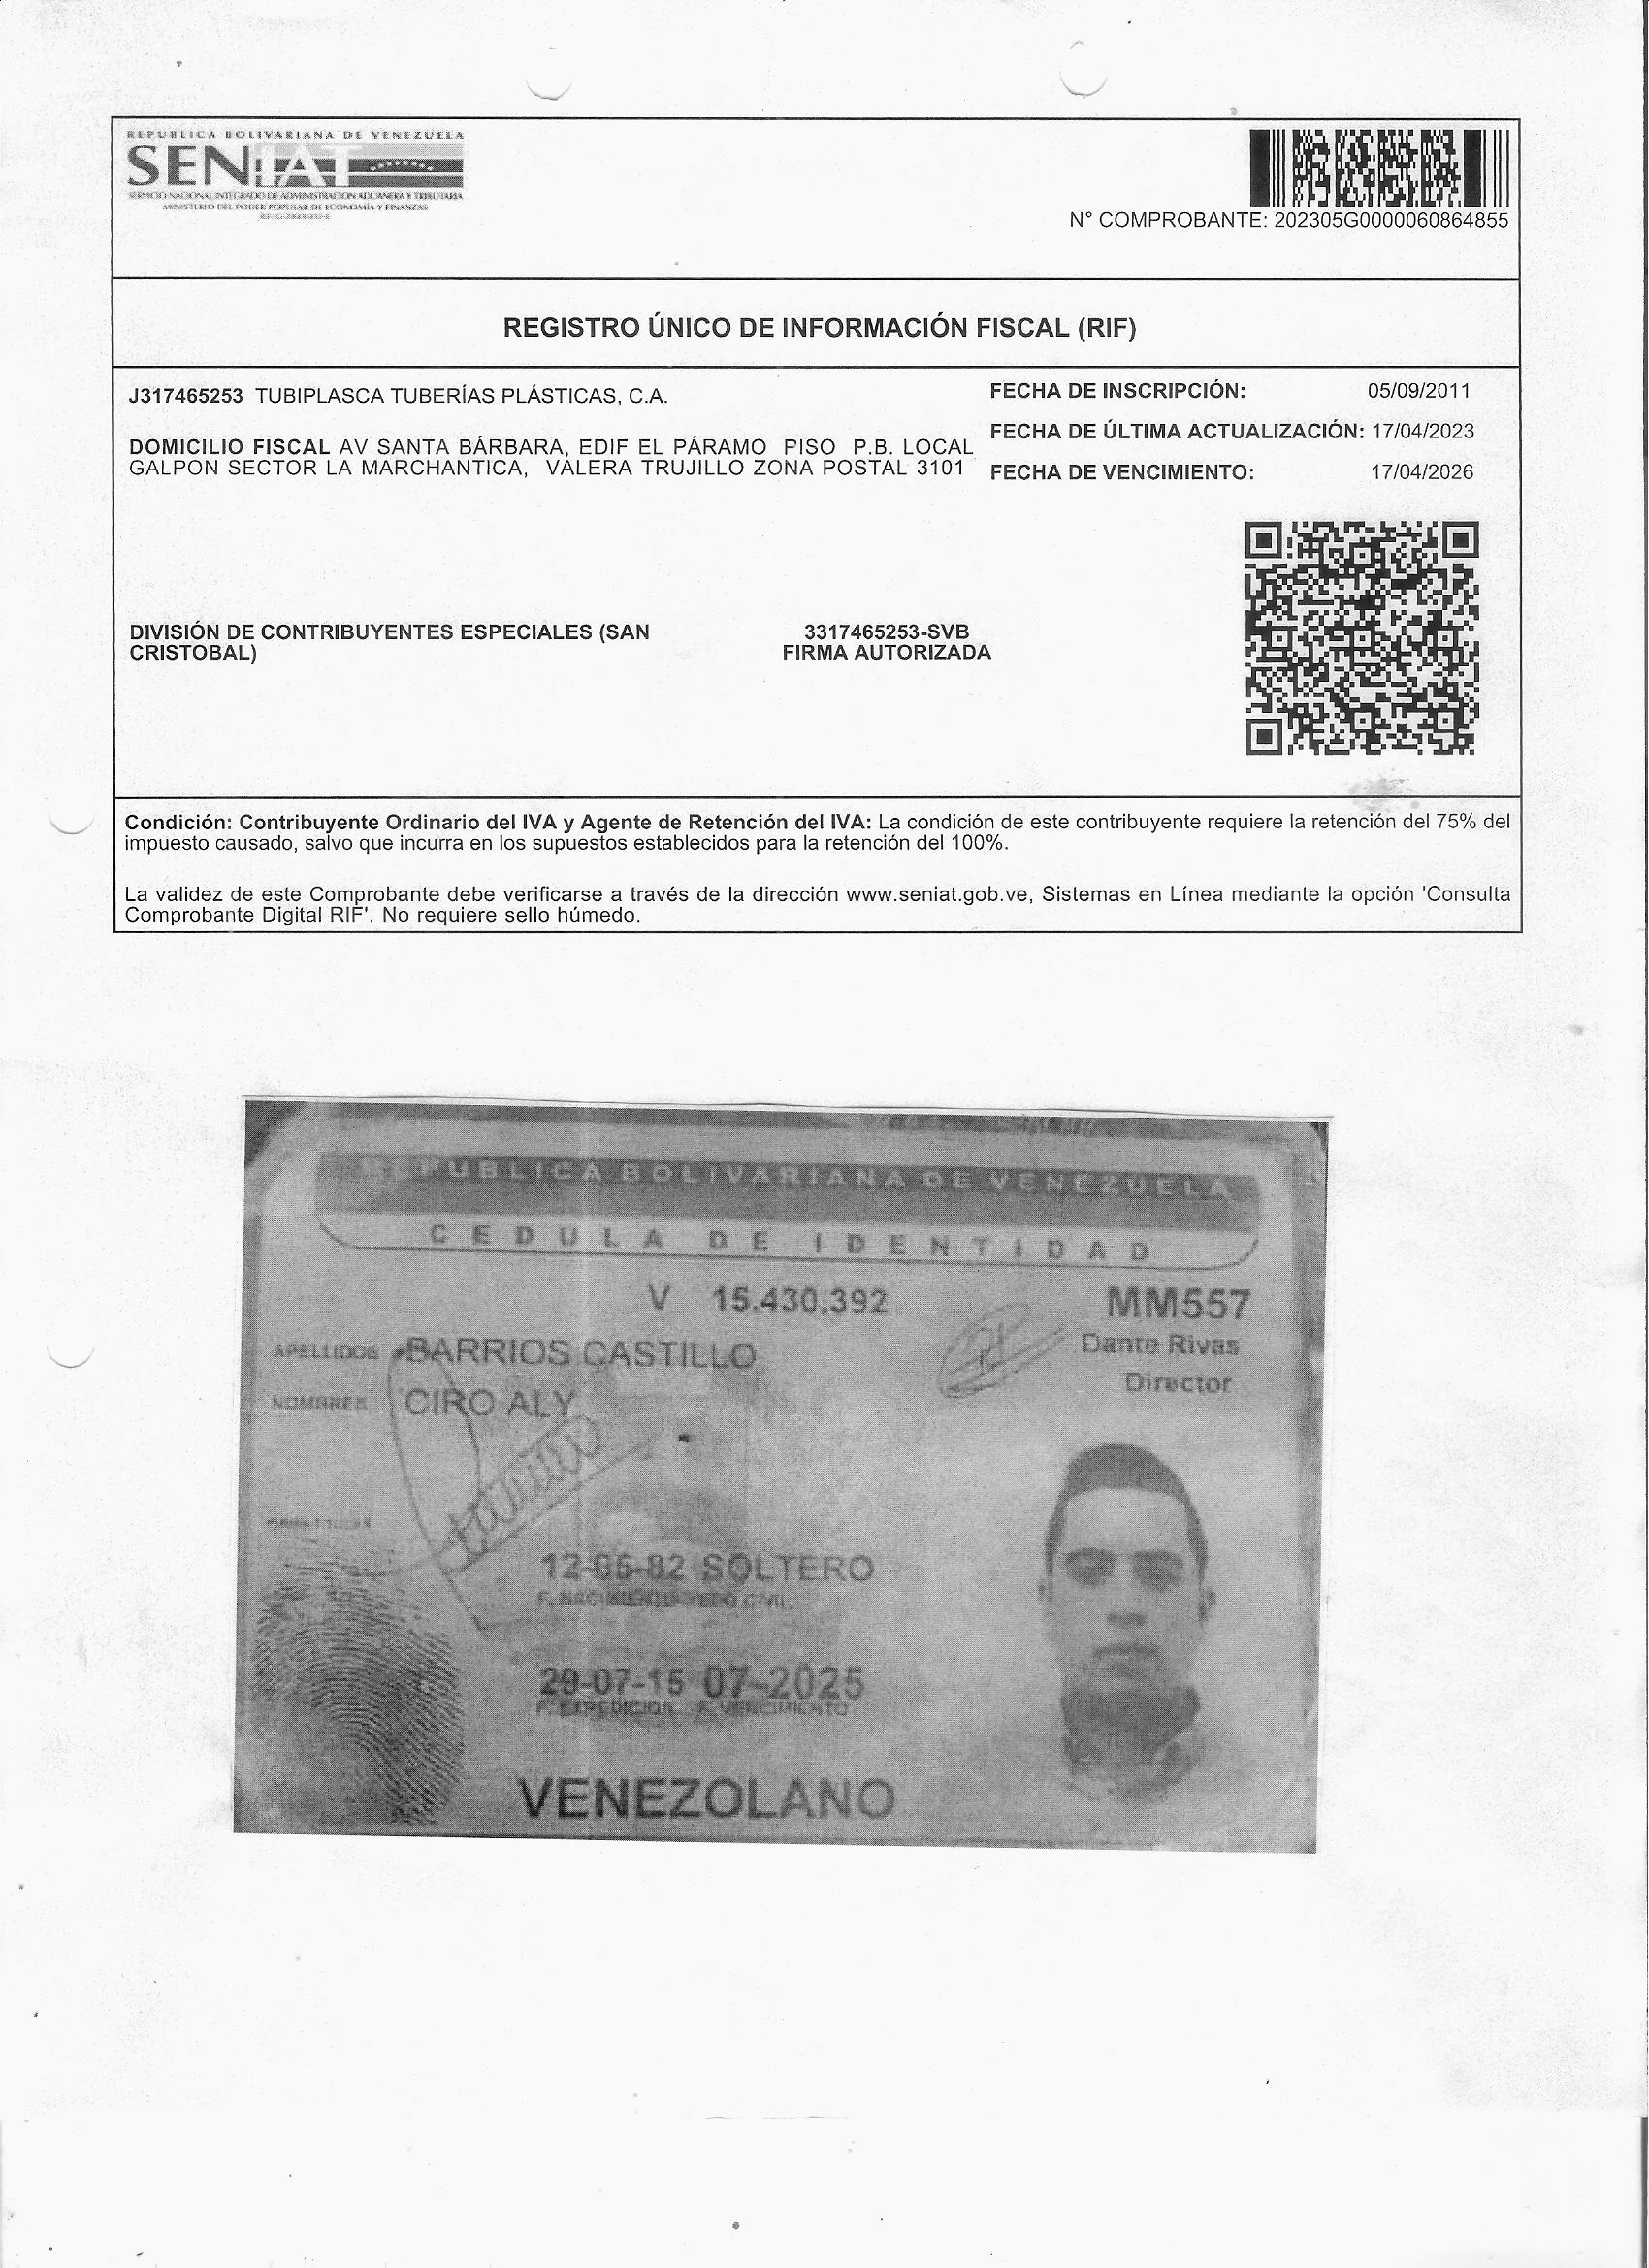 REPUBLICA BOLIVARIANA DE VENEZUELA
SENIAT
SERVICIO NACIONAL INTEGRADO DE ADMINISTRACION ADUANERA Y TRIBUTARIA
MINISTERIO DEL PODER POPULAR DE ECONOMÍA Y FINANZAS
N° COMPROBANTE: 202305G0000060864855
REGISTRO ÚNICO DE INFORMACIÓN FISCAL (RIF)
J317465253 TUBIPLASCA TUBERÍAS PLÁSTICAS, C.A.
FECHA DE INSCRIPCIÓN: 05/09/2011
DOMICILIO FISCAL AV SANTA BÁRBARA, EDIF EL PÁRAMO PISO P.B. LOCAL
GALPON SECTOR LA MARCHANTICA, VALERA TRUJILLO ZONA POSTAL 3101
FECHA DE ÚLTIMA ACTUALIZACIÓN: 17/04/2023
FECHA DE VENCIMIENTO: 17/04/2026
DIVISIÓN DE CONTRIBUYENTES ESPECIALES (SAN
CRISTOBAL)
3317465253-SVB
FIRMA AUTORIZADA
Condición: Contribuyente Ordinario del IVA y Agente de Retención del IVA: La condición de este contribuyente requiere la retención del 75% del
impuesto causado, salvo que incurra en los supuestos establecidos para la retención del 100%.
La validez de este Comprobante debe verificarse a través de la dirección www.seniat.gob.ve, Sistemas en Línea mediante la opción 'Consulta
Comprobante Digital RIF'. No requiere sello húmedo.
REPUBLICA BOLIVARIANA DE VENEZUELA
CEDULA DE IDENTIDAD
V 15.430.392
MM557
APELLIDOS BARRIOS CASTILLO
Dante Rivas
Director
NOMBRES CIRO ALY
SOLTERO
F. NACIMIENTO EDO CIVIL
29-07-15 07-2025
F. EXPEDICION F. VENCIMIENTO
VENEZOLANO